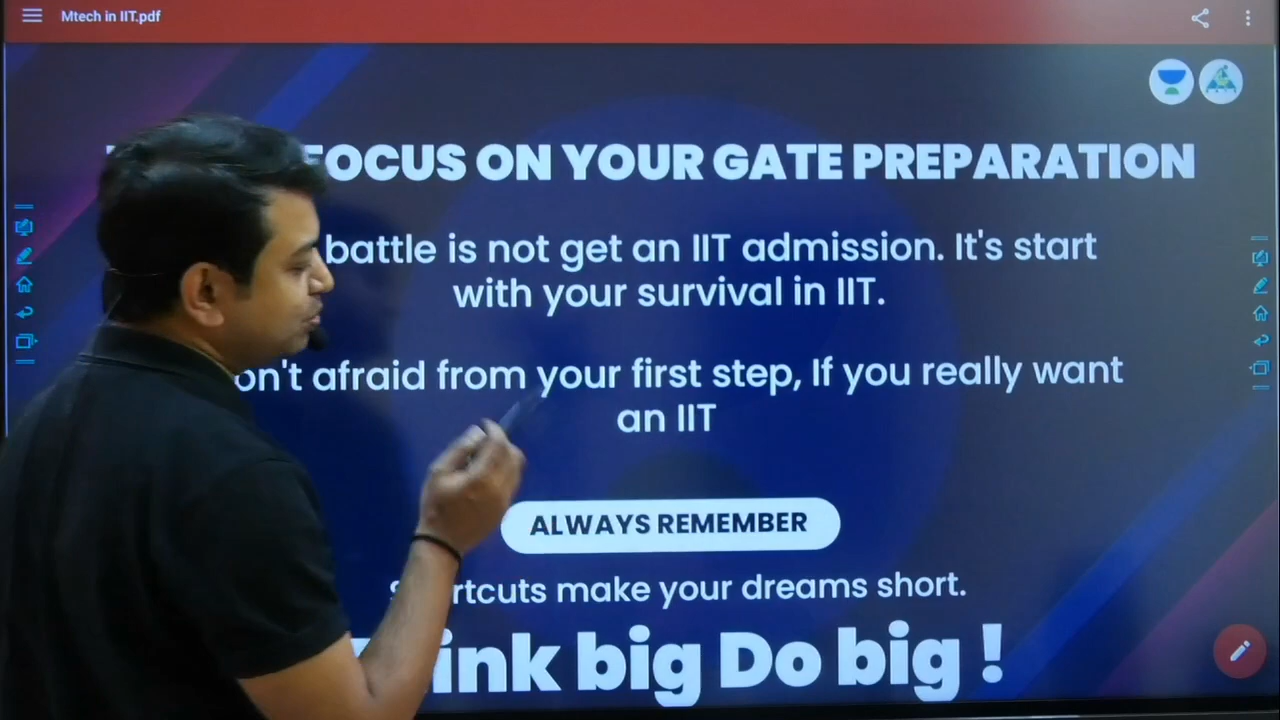 Mtech in IIT.pdf
FOCUS ON YOUR GATE PREPARATION
battle is not get an IIT admission. It's start
with your survival in IIT.
on't afraid from your first step, If you really want
an IIT
ALWAYS REMEMBER
rtcuts make your dreams short.
ink big Do big !